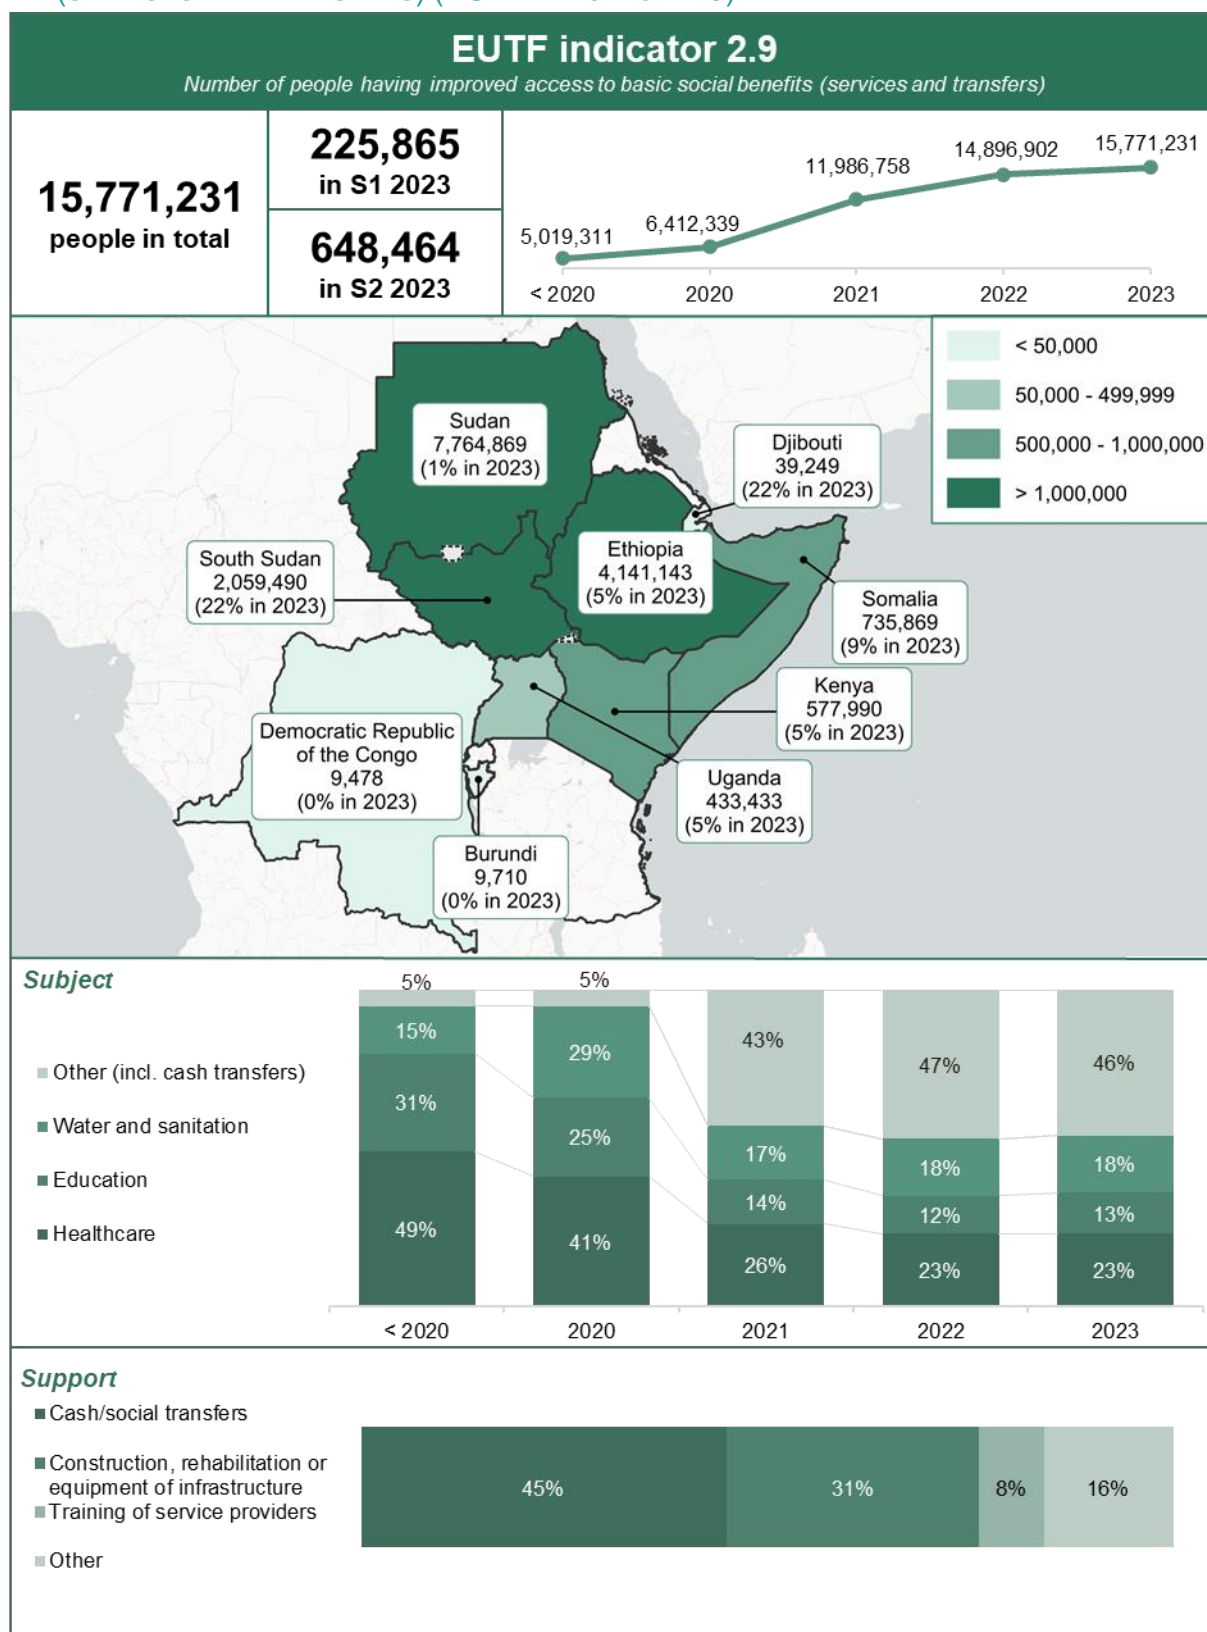 EUTF indicator 2.9
Number of people having improved access to basic social benefits (services and transfers)
15,771,231
people in total
225,865
in S1 2023
648,464
in S2 2023
5,019,311
6,412,339
11,986,758
14,896,902
15,771,231
< 2020
2020
2021
2022
2023
< 50,000
50,000 - 499,999
500,000 - 1,000,000
> 1,000,000
Sudan
7,764,869
(1% in 2023)
Djibouti
39,249
(22% in 2023)
South Sudan
2,059,490
(22% in 2023)
Ethiopia
4,141,143
(5% in 2023)
Somalia
735,869
(9% in 2023)
Kenya
577,990
(5% in 2023)
Democratic Republic
of the Congo
9,478
(0% in 2023)
Uganda
433,433
(5% in 2023)
Burundi
9,710
(0% in 2023)
Subject
Other (incl. cash transfers)
Water and sanitation
Education
Healthcare
5%
15%
31%
49%
5%
29%
25%
41%
43%
17%
14%
26%
47%
18%
12%
23%
46%
18%
13%
23%
< 2020
2020
2021
2022
2023
Support
Cash/social transfers
Construction, rehabilitation or
equipment of infrastructure
Training of service providers
Other
45%
31%
8%
16%